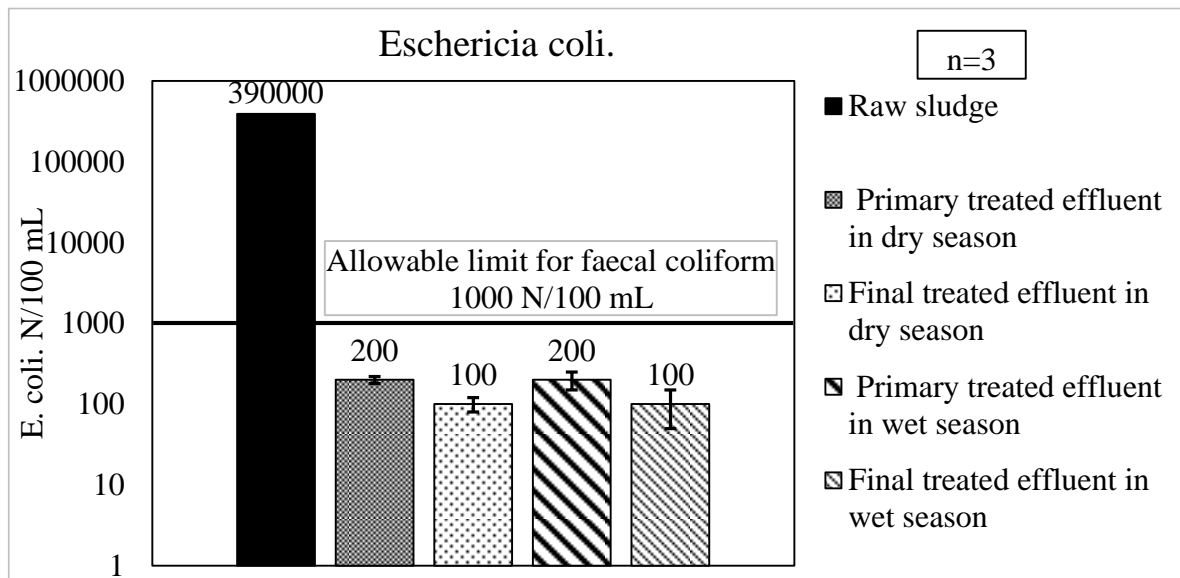 Eschericia coli.
n=3
E. coli. N/100 mL
1000000
100000
10000
1000
100
10
1
390000
Allowable limit for faecal coliform
1000 N/100 mL
200
100
200
100
Raw sludge
Primary treated effluent
in dry season
Final treated effluent in
dry season
Primary treated effluent
in wet season
Final treated effluent in
wet season